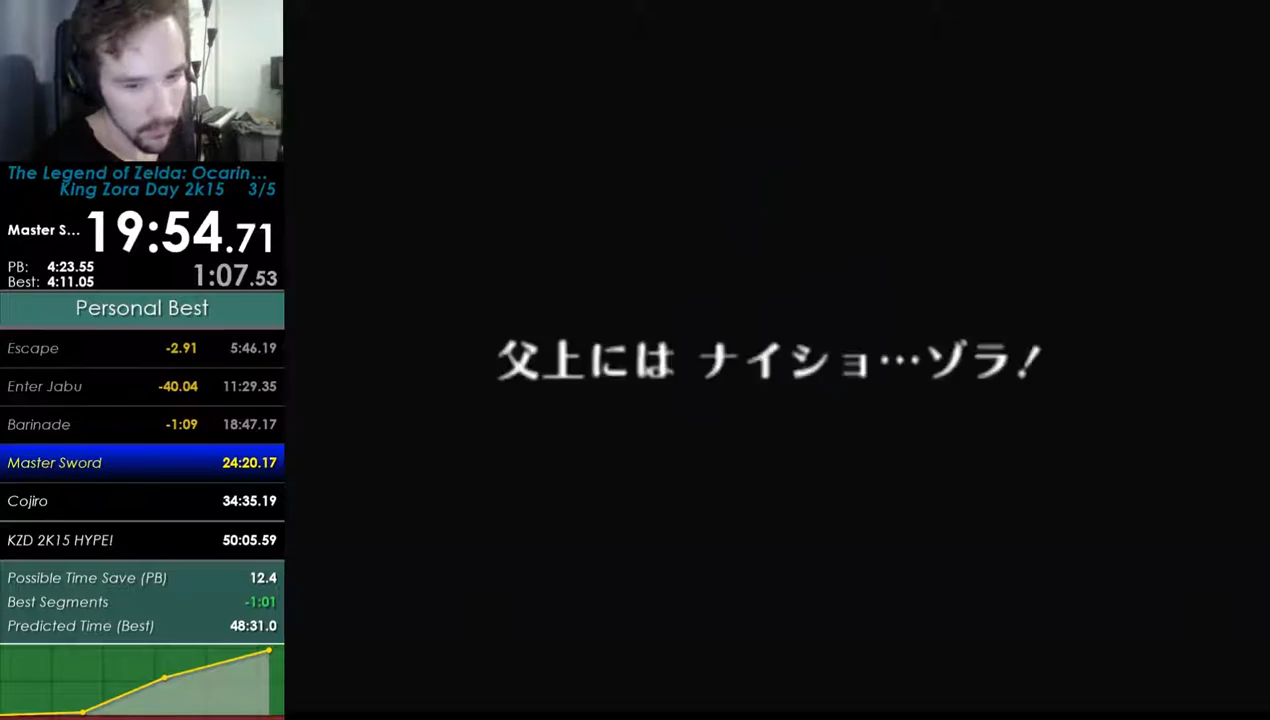 The Legend of Zelda: Ocarin...
King Zora Day 2k15 3/5
Master S... 19:54.71
PB: 4:23.55
Best: 4:11.05
1:07.53
Personal Best
Escape -2.91 5:46.19
Enter Jabu -40.04 11:29.35
Barinade -1:09 18:47.17
Master Sword 24:20.17
Cojiro 34:35.19
KZD 2K15 HYPE! 50:05.59
Possible Time Save (PB) 12.4
Best Segments -1:01
Predicted Time (Best) 48:31.0
父上には ナイショ…ゾラ!